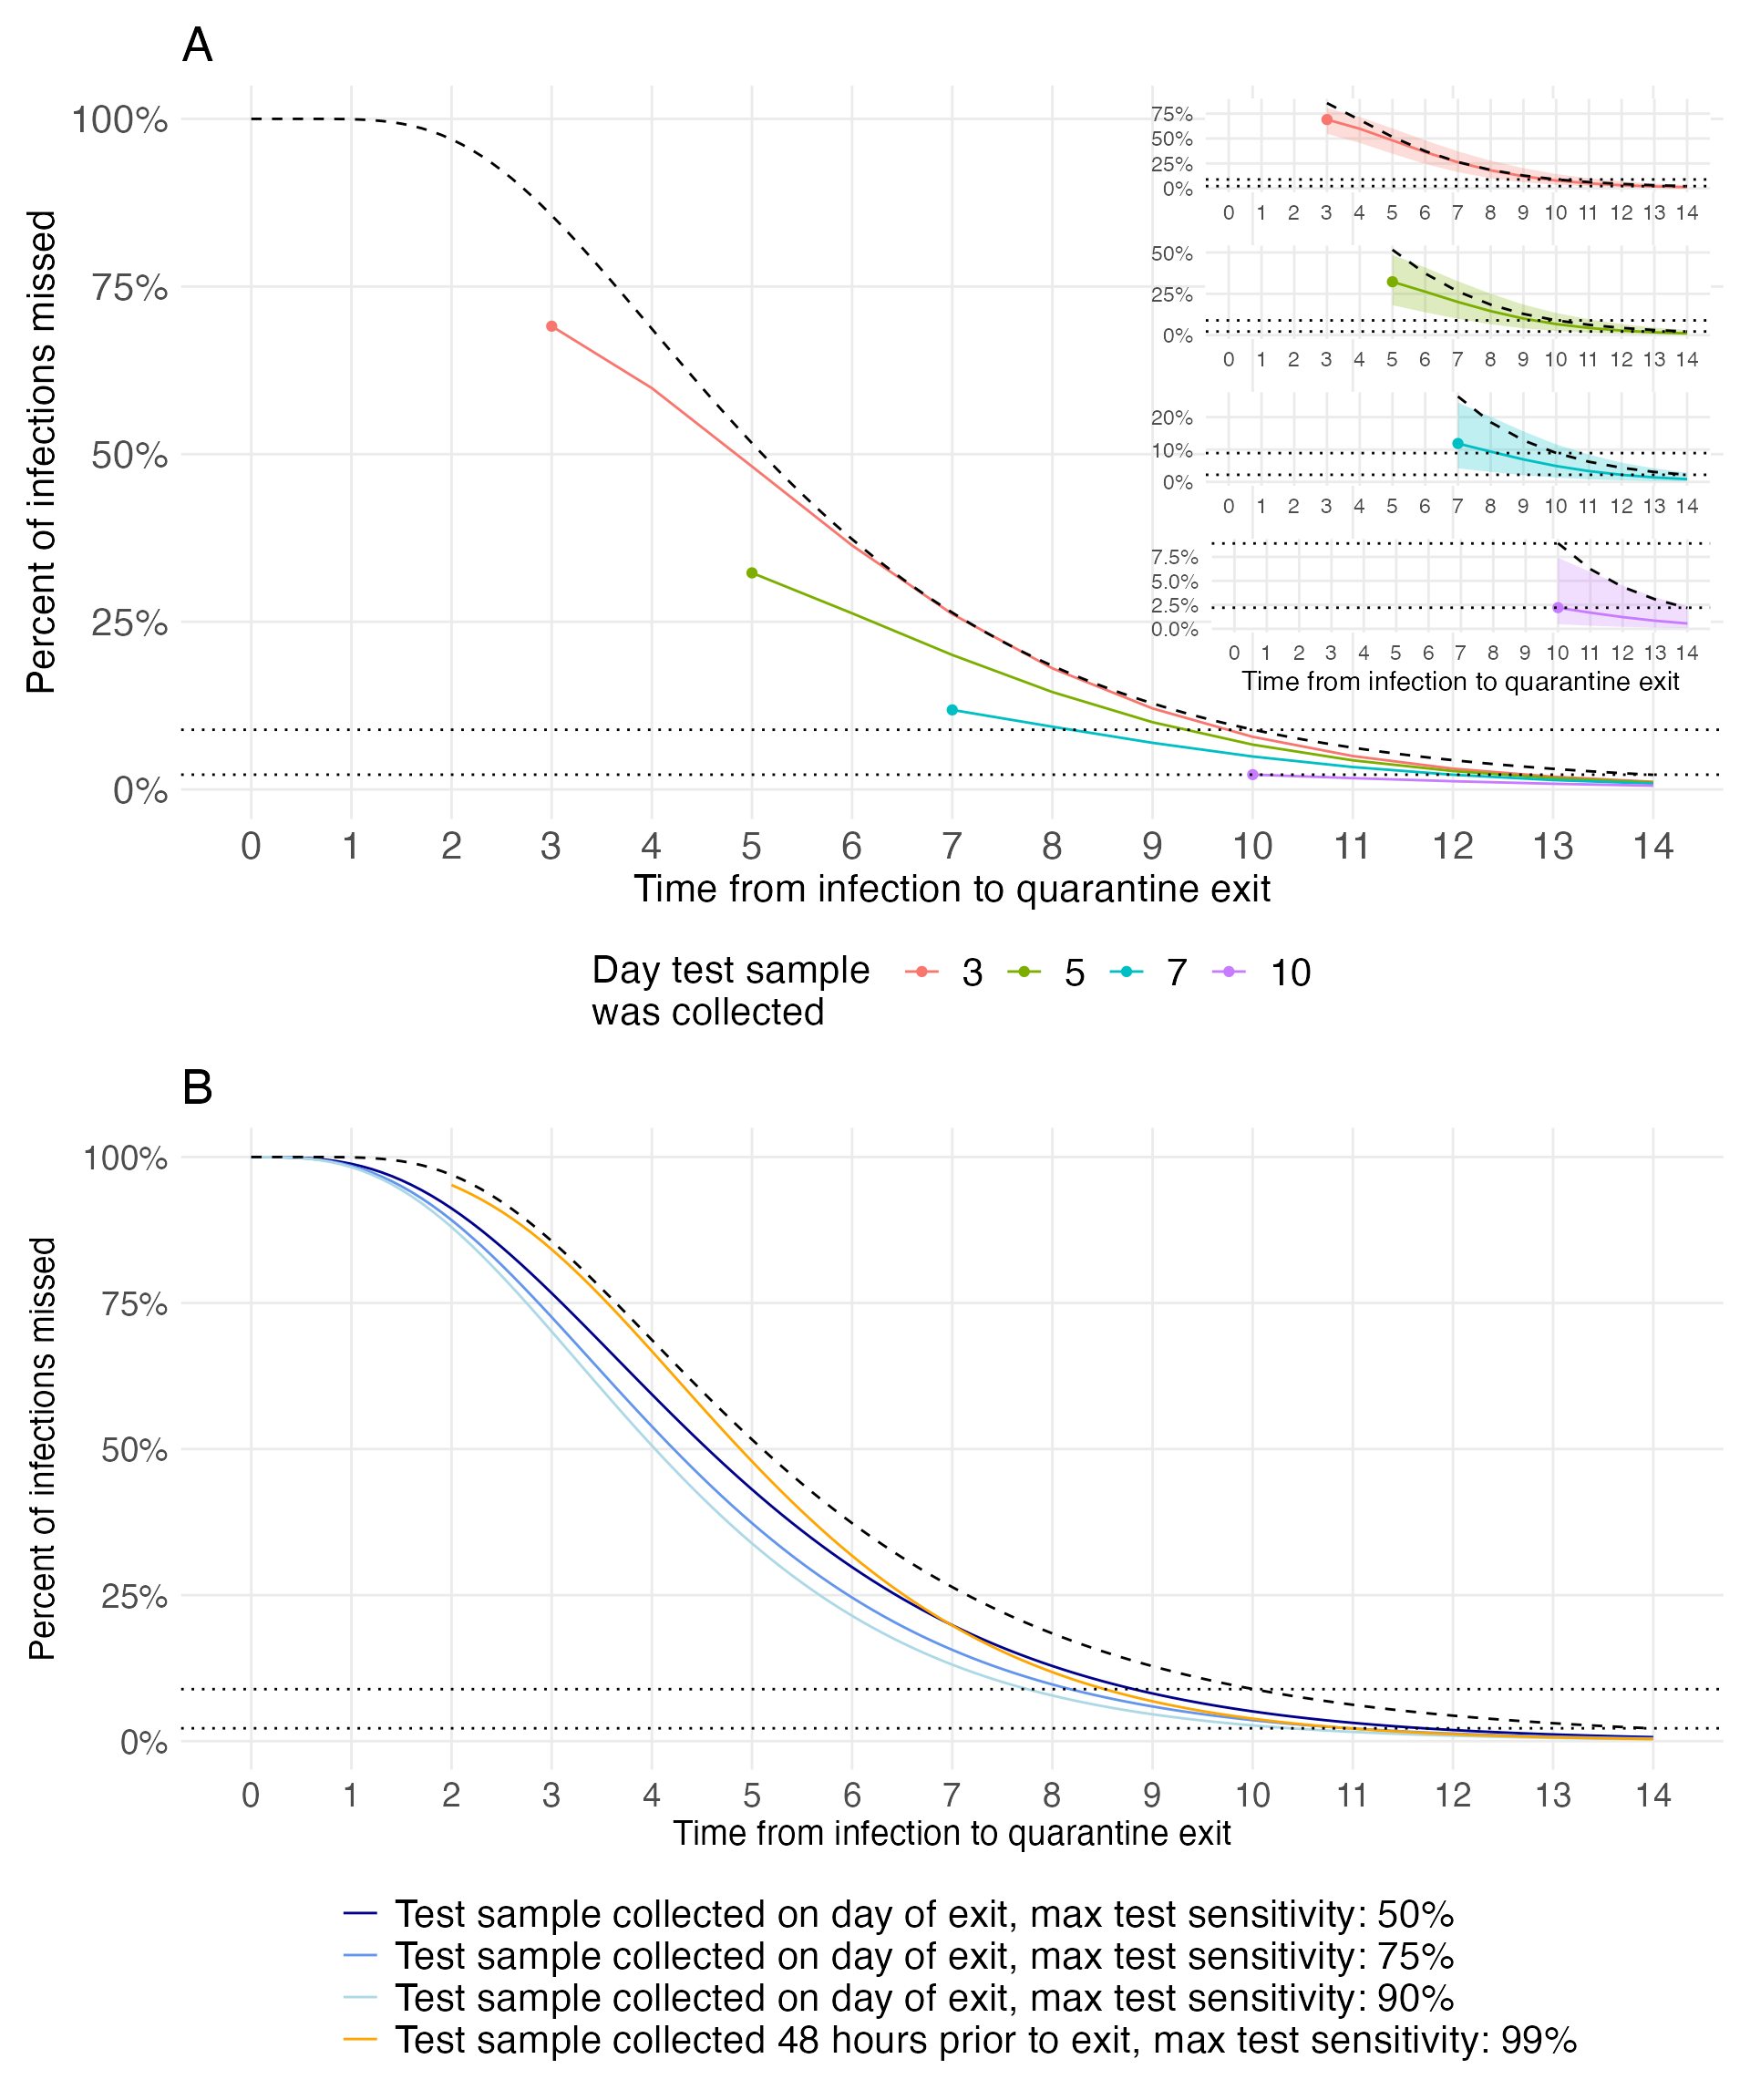 A
Percent of infections missed
100%
75%
50%
25%
0%
0 1 2 3 4 5 6 7 8 9 10 11 12 13 14
Time from infection to quarantine exit
75%
50%
25%
0%
0 1 2 3 4 5 6 7 8 9 10 11 12 13 14
50%
25%
0%
0 1 2 3 4 5 6 7 8 9 10 11 12 13 14
20%
10%
0%
0 1 2 3 4 5 6 7 8 9 10 11 12 13 14
7.5%
5.0%
2.5%
0.0%
0 1 2 3 4 5 6 7 8 9 10 11 12 13 14
Time from infection to quarantine exit
Day test sample
was collected
3 5 7 10
B
Percent of infections missed
100%
75%
50%
25%
0%
0 1 2 3 4 5 6 7 8 9 10 11 12 13 14
Time from infection to quarantine exit
Test sample collected on day of exit, max test sensitivity: 50%
Test sample collected on day of exit, max test sensitivity: 75%
Test sample collected on day of exit, max test sensitivity: 90%
Test sample collected 48 hours prior to exit, max test sensitivity: 99%